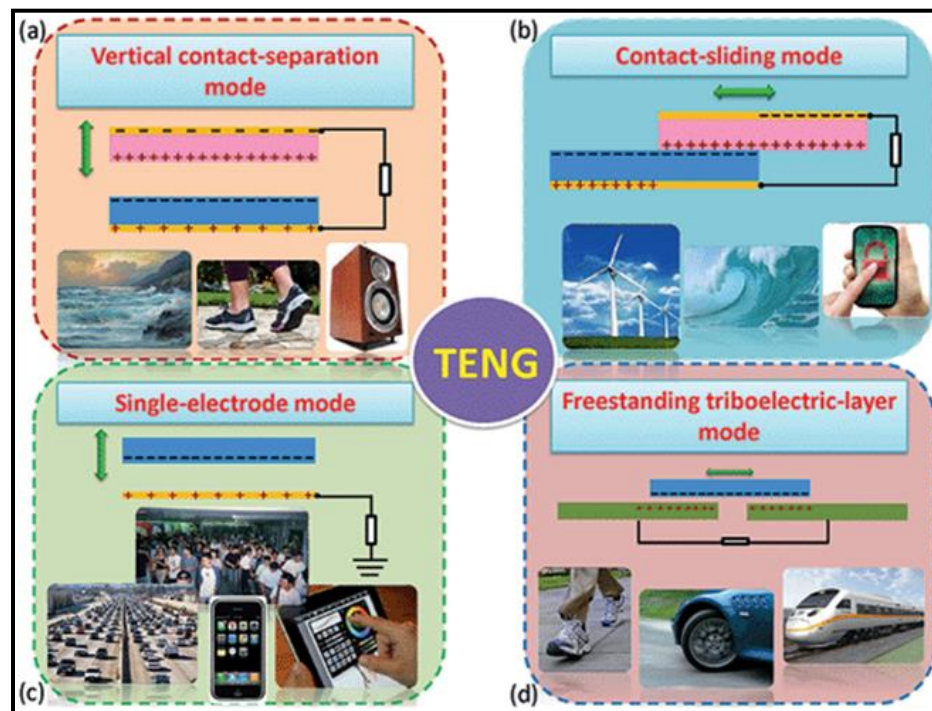 (a)
Vertical contact-separation
mode
(b)
Contact-sliding mode
TENG
Single-electrode mode
(c)
Freestanding triboelectric-layer
mode
(d)